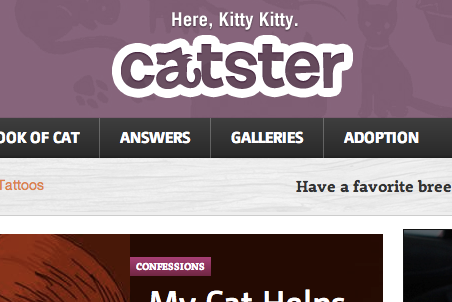 Here, Kitty Kitty.
catster
OOK OF CAT ANSWERS GALLERIES ADOPTION
Tattoos Have a favorite bree
CONFESSIONS
My Cat Helps